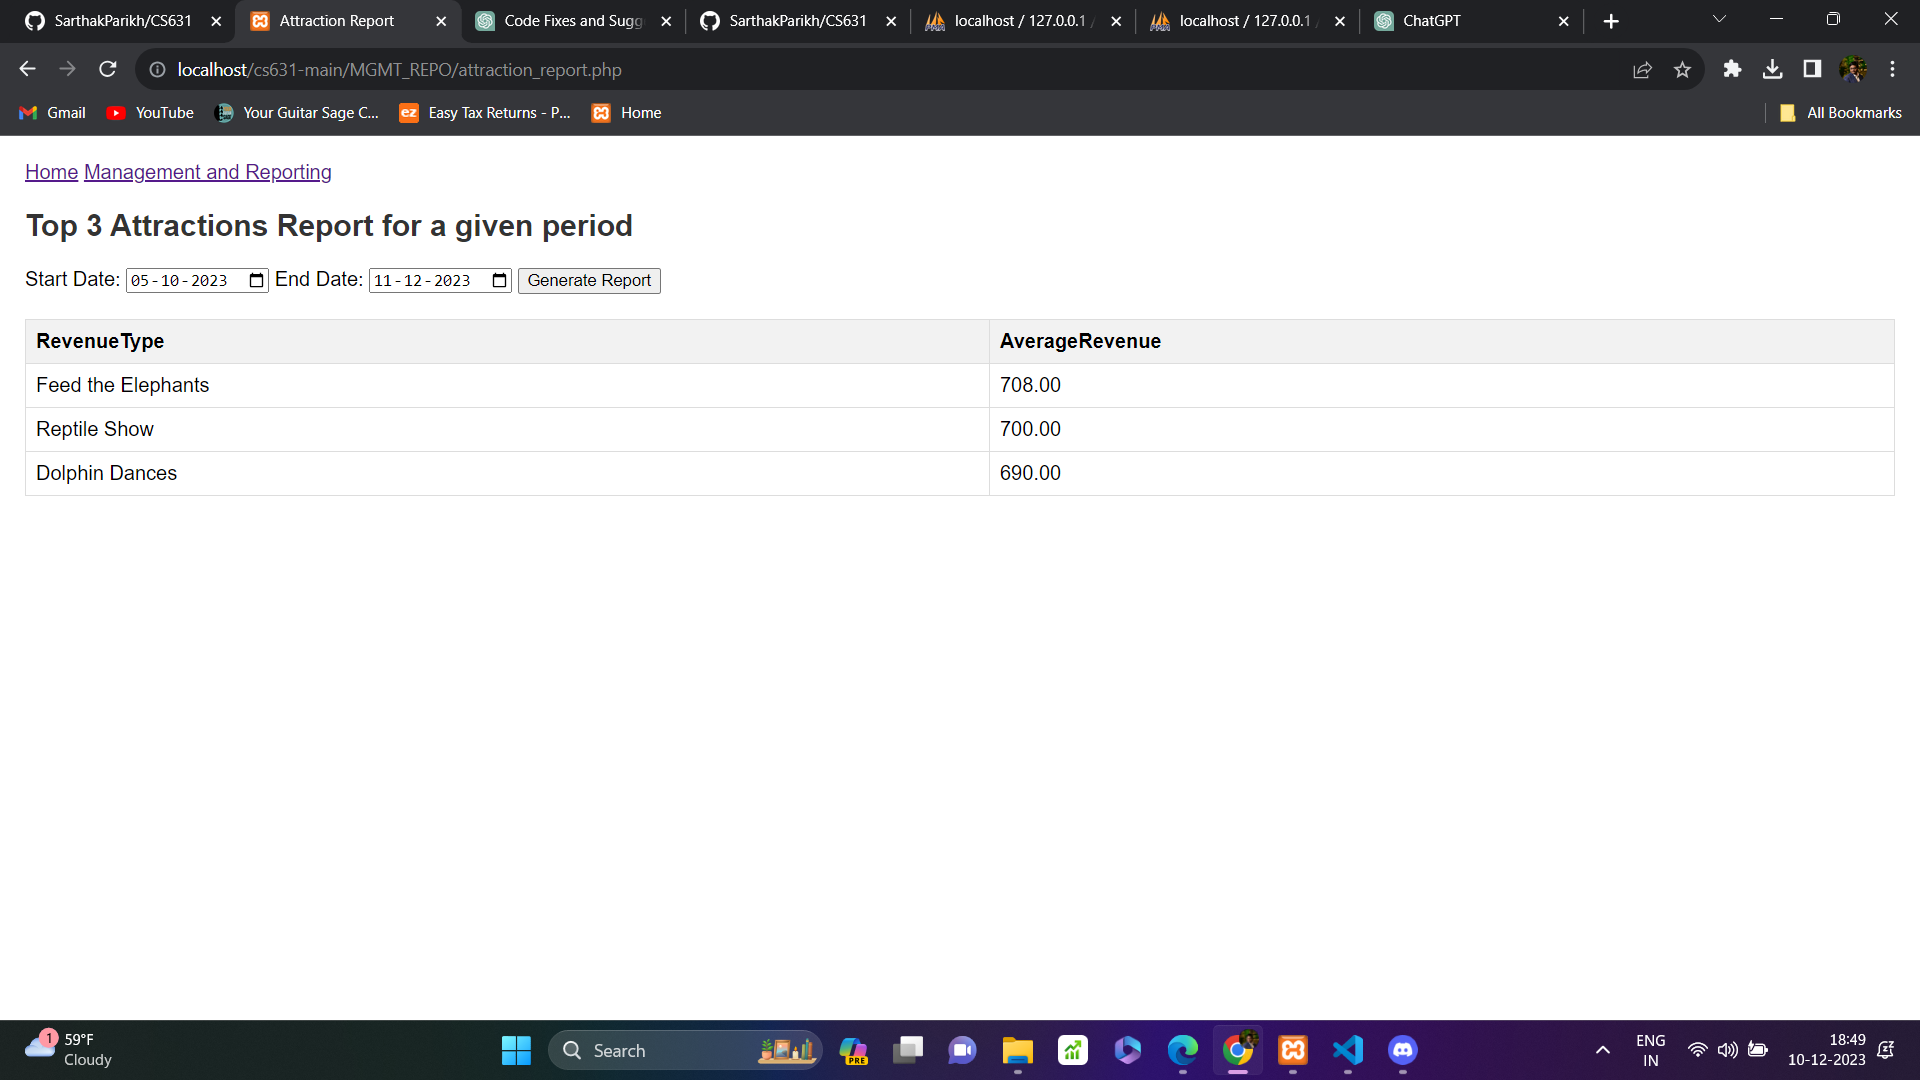 SarthakParikh/CS631
Attraction Report
Code Fixes and Sugg
SarthakParikh/CS631
localhost / 127.0.0.1
localhost / 127.0.0.1
ChatGPT
localhost/cs631-main/MGMT_REPO/attraction_report.php
Gmail
YouTube
Your Guitar Sage C...
ez
Easy Tax Returns - P...
Home
All Bookmarks
Home Management and Reporting
Top 3 Attractions Report for a given period
Start Date: 05-10-2023 End Date: 11-12-2023 Generate Report
RevenueType AverageRevenue
Feed the Elephants 708.00
Reptile Show 700.00
Dolphin Dances 690.00
1
59°F
Cloudy
Search
PRE
ENG
IN
18:49
10-12-2023